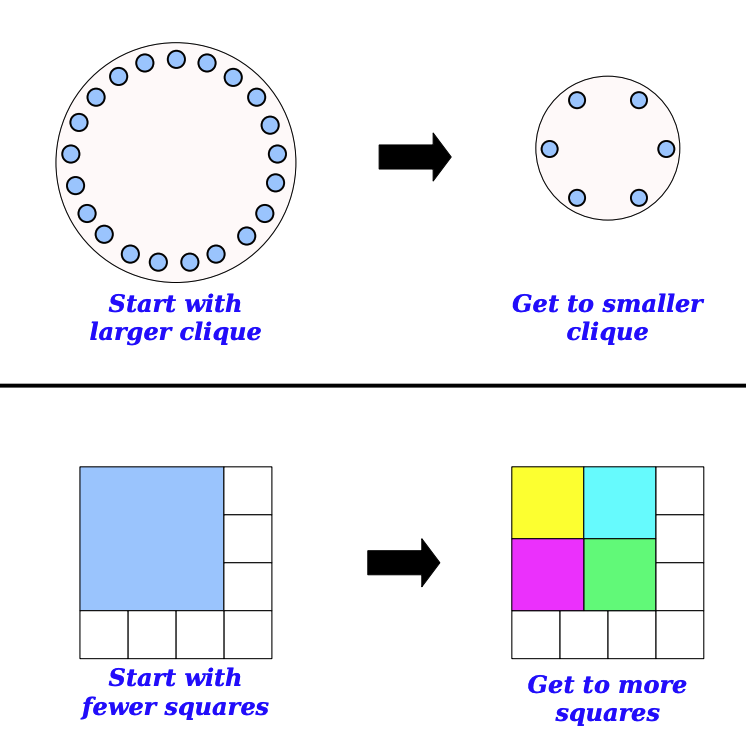 Start with
larger clique
Get to smaller
clique
Start with
fewer squares
Get to more
squares